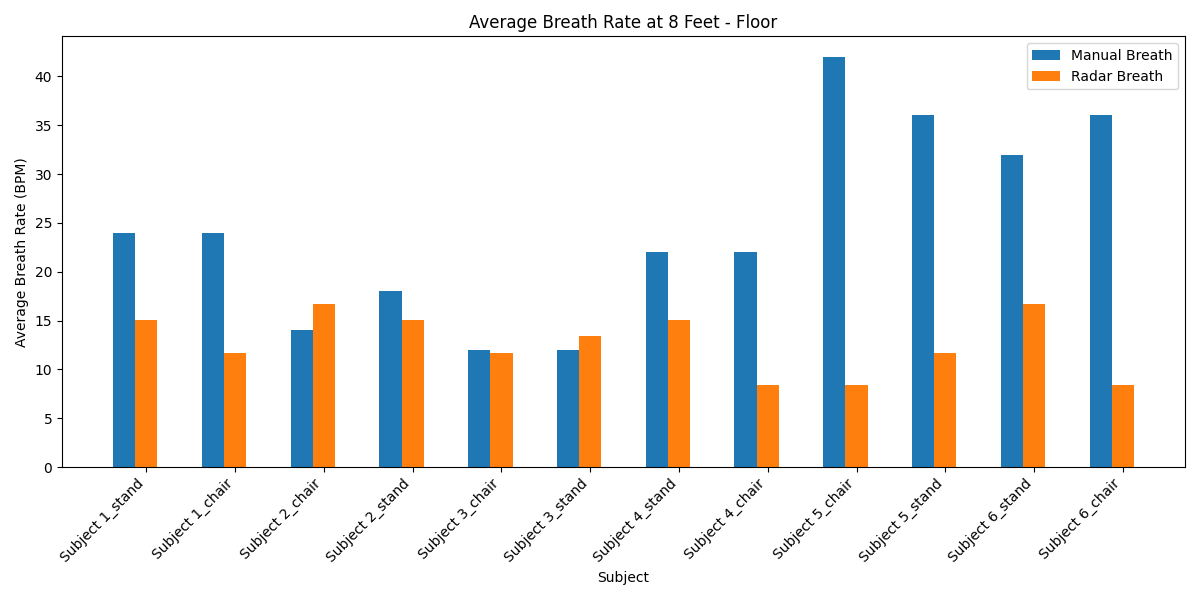 Average Breath Rate at 8 Feet - Floor
Manual Breath
Radar Breath
Average Breath Rate (BPM)
40
35
30
25
20
15
10
5
0
Subject 1_stand
Subject 1_chair
Subject 2_chair
Subject 2_stand
Subject 3_chair
Subject 3_stand
Subject 4_stand
Subject 4_chair
Subject 5_chair
Subject 5_stand
Subject 6_stand
Subject 6_chair
Subject